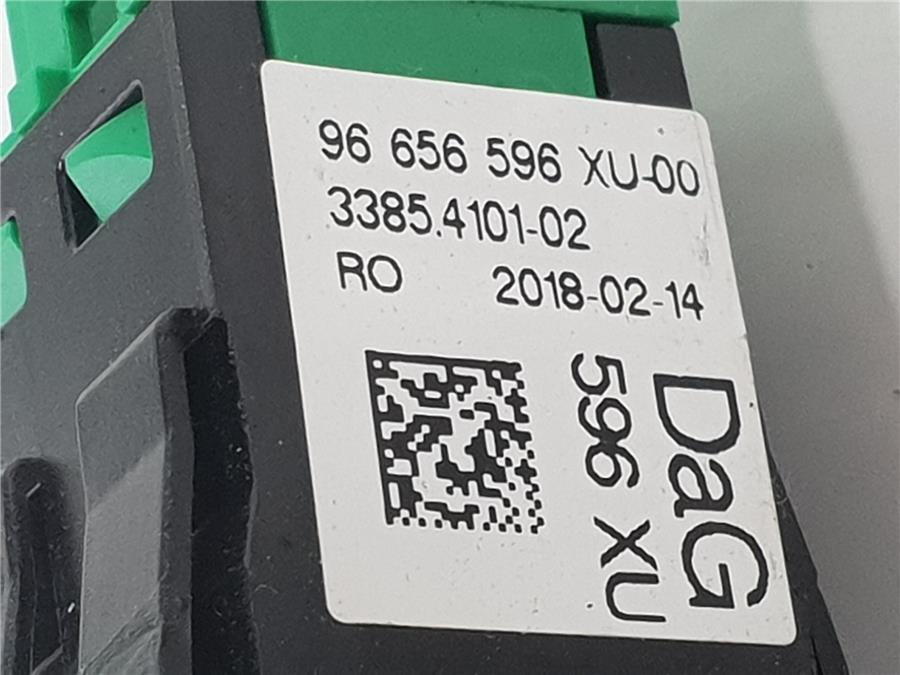 96 656 596 XU-00
3385.4101-02
RO 2018-02-14
DaG
596 XU